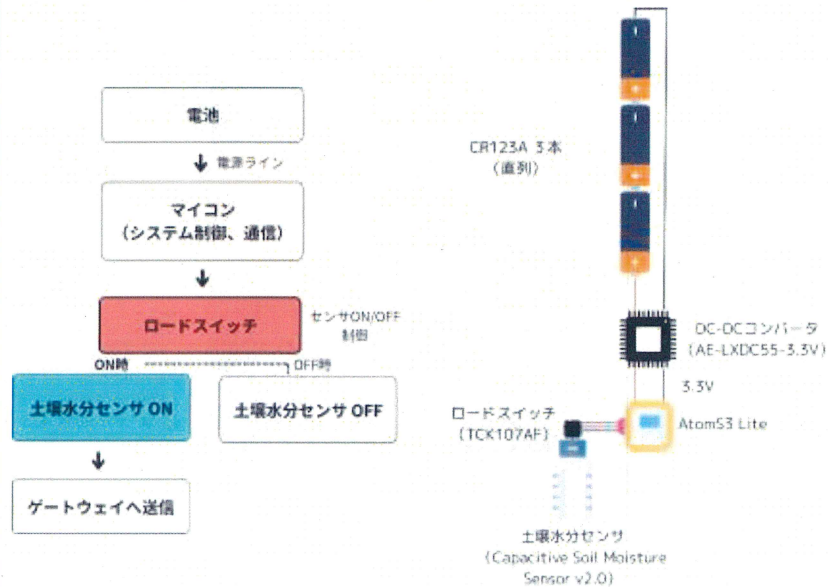 電池
電源ライン
マイコン
（システム制御、通信）
ロードスイッチ
センサON/OFF
制御
ON時
OFF時
土壌水分センサ ON
土壌水分センサ OFF
ゲートウェイへ送信
CR123A 3本
（直列）
DC-DCコンバータ
（AE-LXDC55-3.3V）
3.3V
ロードスイッチ
（TCK107AF）
AtomS3 Lite
土壌水分センサ
（Capacitive Soil Moisture
Sensor v2.0）